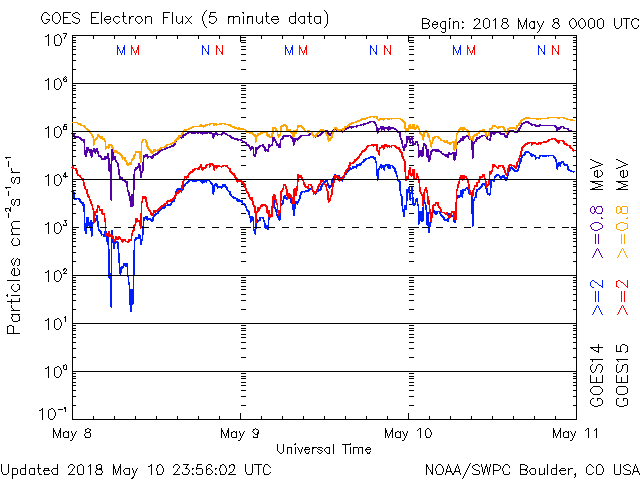 GOES Electron Flux (5 minute data)
Begin: 2018 May 8 0000 UTC
10⁷
10⁶
10⁵
10⁴
10³
10²
10¹
10⁰
10⁻¹
Particles cm⁻²s⁻¹sr⁻¹
M M N N M M N N M M N N
May 8 May 9 May 10 May 11
Universal Time
GOES14 >=2 >=0.8 MeV
GOES15 >=2 >=0.8 MeV
Updated 2018 May 10 23:56:02 UTC
NOAA/SWPC Boulder, CO USA